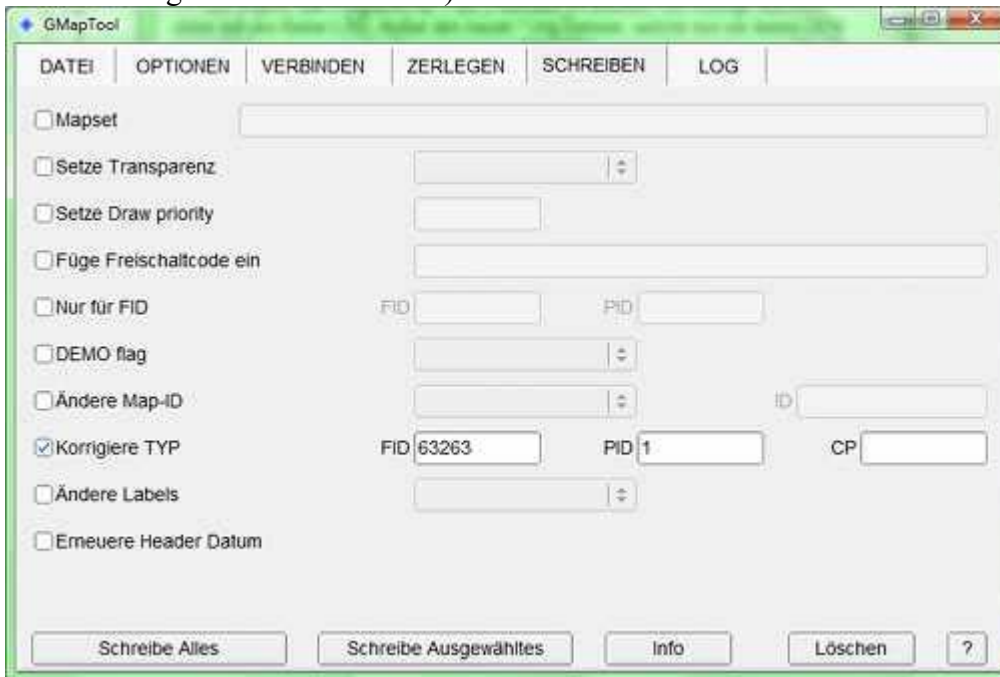 GMapTool
DATEI OPTIONEN VERBINDEN ZERLEGEN SCHREIBEN LOG
Mapset
Setze Transparenz
Setze Draw priority
Füge Freischaltcode ein
Nur für FID FID PID
DEMO flag
Ändere Map-ID ID
Korrigiere TYP FID 63263 PID 1 CP
Ändere Labels
Erneuere Header Datum
Schreibe Alles Schreibe Ausgewähltes Info Löschen ?